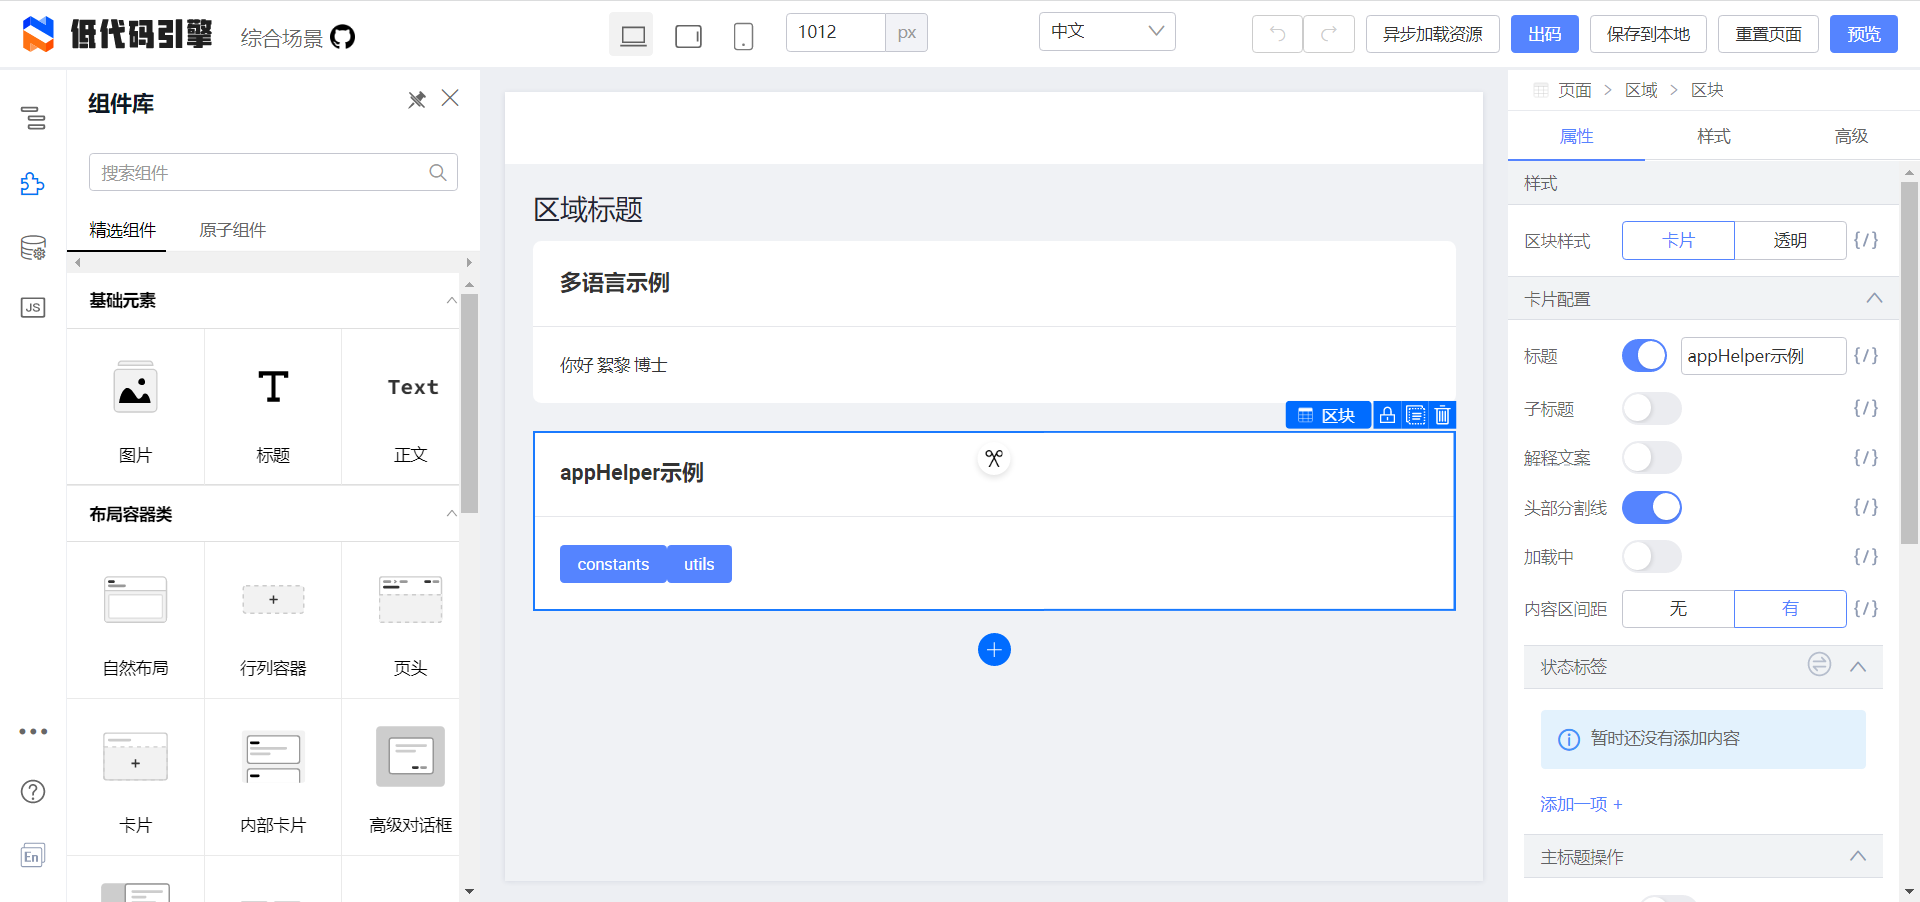 低代码引擎 综合场景 1012 px 中文 异步加载资源 出码 保存到本地 重置页面 预览
组件库
搜索组件
精选组件 原子组件
基础元素
T Text
图片 标题 正文
布局容器类
自然布局 行列容器 页头
卡片 内部卡片 高级对话框
JS
En
区域标题
多语言示例
你好 絮黎 博士
区块
appHelper示例
constants utils
页面 > 区域 > 区块
属性 样式 高级
样式
区块样式 卡片 透明 {/}
卡片配置
标题 appHelper示例 {/}
子标题 {/}
解释文案 {/}
头部分割线 {/}
加载中 {/}
内容区间距 无 有 {/}
状态标签
暂时还没有添加内容
添加一项 +
主标题操作